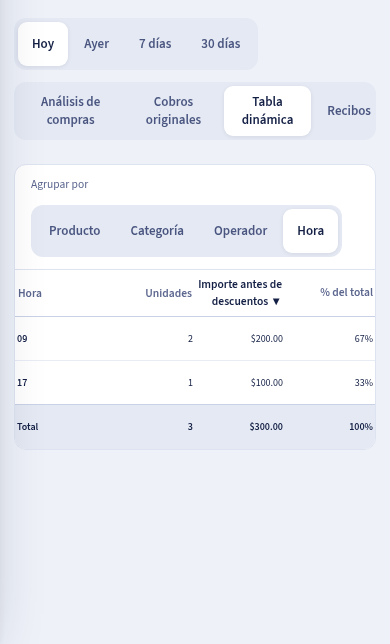 Hoy Ayer 7 días 30 días
Análisis de compras Cobros originales Tabla dinámica Recibos
Agrupar por
Producto Categoría Operador Hora
Hora Unidades Importe antes de descuentos ▼ % del total
09 2 $200.00 67%
17 1 $100.00 33%
Total 3 $300.00 100%